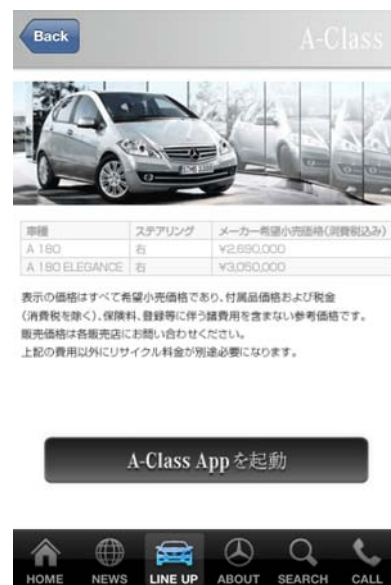 Back
A-Class
車種 ステアリング メーカー希望小売価格(消費税込み)
A 180 右 ¥2,690,000
A 180 ELEGANCE 右 ¥3,050,000
表示の価格はすべて希望小売価格であり、付属品価格および税金
(消費税を除く)、保険料、登録等に伴う諸費用を含まない参考価格です。
販売価格は各販売店にお問い合わせください。
上記の費用以外にリサイクル料金が別途必要になります。
A-Class Appを起動
HOME NEWS LINE UP ABOUT SEARCH CALL